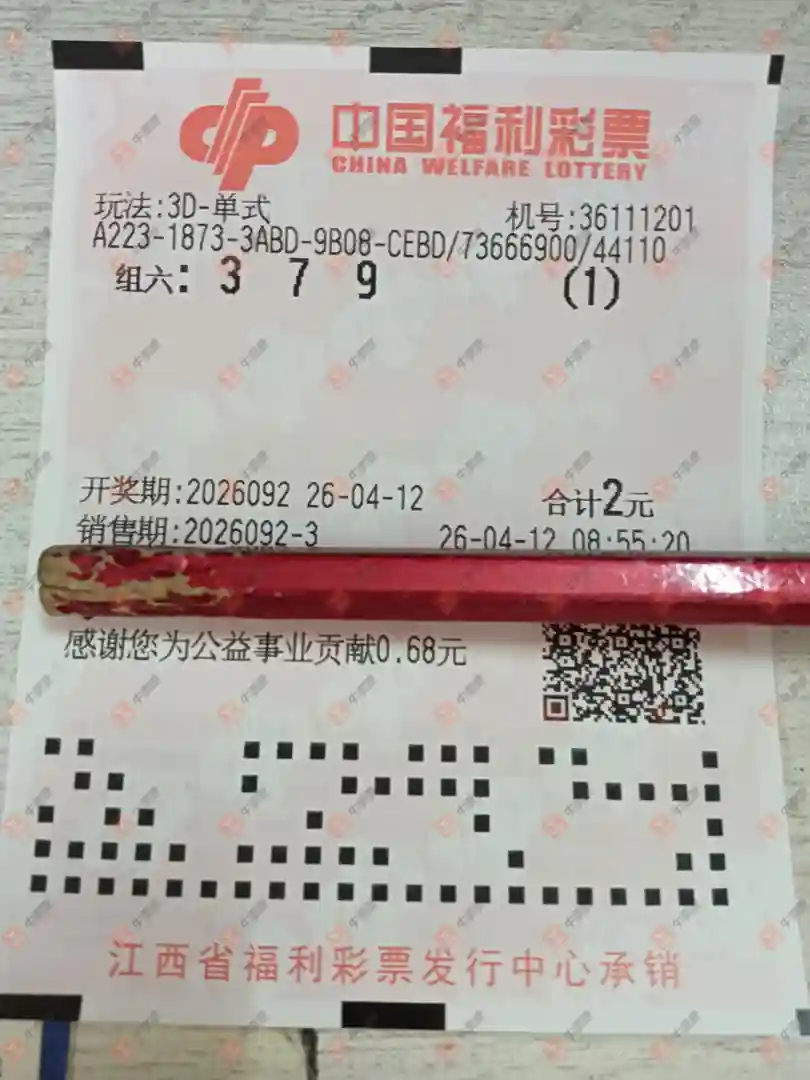 中国福利彩票
CHINA WELFARE LOTTERY
玩法:3D-单式
机号:36111201
A223-1873-3ABD-9B08-CEBD/73666900/44110
组六: 3 7 9 (1)
开奖期:2026092 26-04-12 合计2元
销售期:2026092-3 26-04-12 08:55:20
感谢您为公益事业贡献0.68元
江西省福利彩票发行中心承销